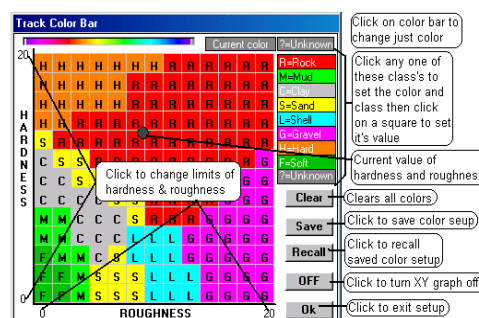 Track Color Bar
Click on color bar to
change just color
Current color
?=Unknown
20
H H H H H H H R R R R R R
H H H H H R R R R R R R R
H H H H R R R R R R R R R
H H H R R R R R R R R R R
S R R R R R R R R R R R R
C S S
G
C C S
G
C C C
M M C C C S R R R G G G G
M M C C C S L L L G G G G
F M M C S L L L G G G G G
F F M S S S L L L G G G G
F F M S S S L L L G G G G
HARDNESS
0
0
ROUGHNESS
20
R=Rock
M=Mud
C=Clay
S=Sand
L=Shell
G=Gravel
H=Hard
F=Soft
?=Unknown
Click any one of
these class's to
set the color and
class then click
on a square to set
it's value
Current value of
hardness and roughness
Click to change limits of
hardness & roughness
Clear
Clears all colors
Save
Click to save color seup
Recall
Click to recall
saved color setup
OFF
Click to turn XY graph off
Ok
Click to exit setup